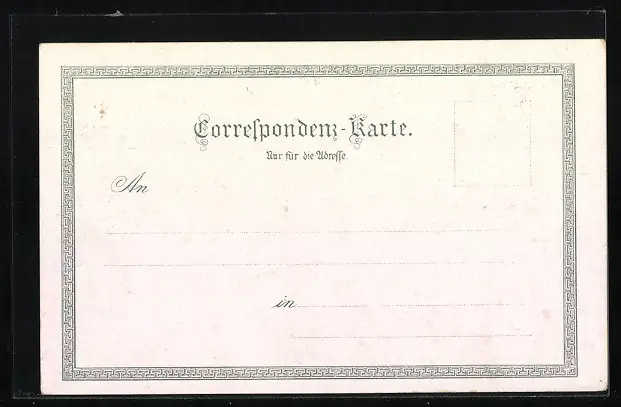 Correspondenz-Karte.
Nur für die Adresse.
An
in